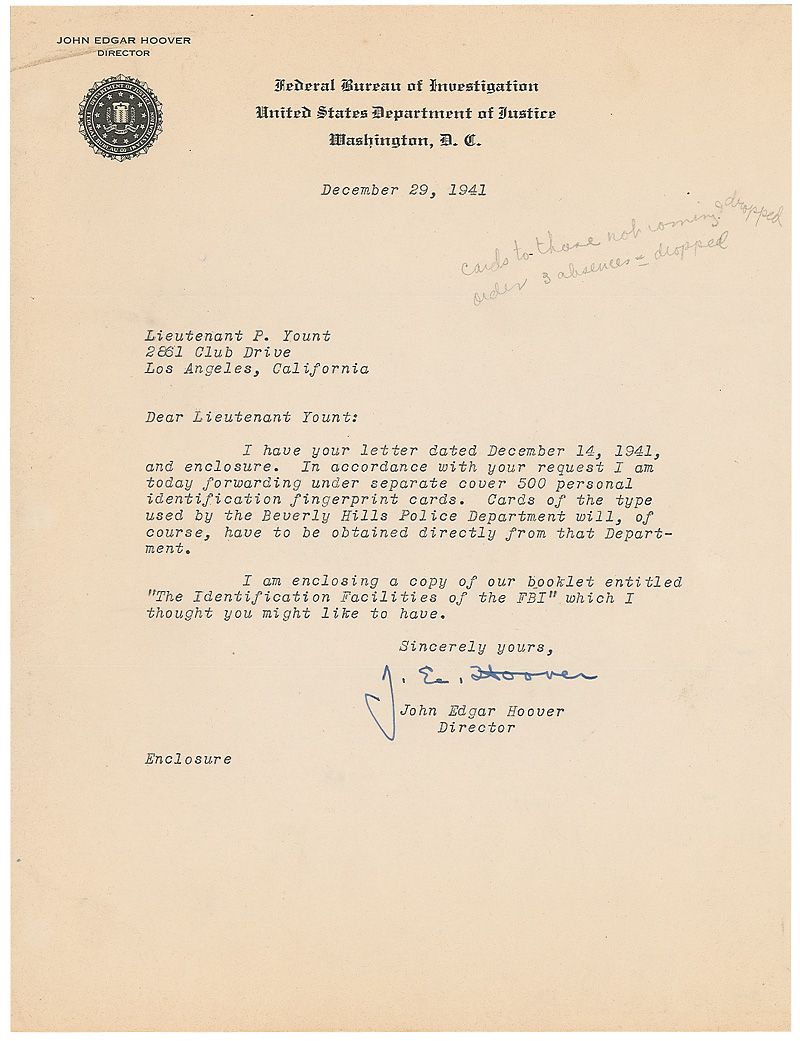 JOHN EDGAR HOOVER
DIRECTOR
Federal Bureau of Investigation
United States Department of Justice
Washington, D. C.
December 29, 1941
cards to those not coming dropped
order 3 absences = dropped
Lieutenant P. Yount
2861 Club Drive
Los Angeles, California
Dear Lieutenant Yount:
I have your letter dated December 14, 1941,
and enclosure. In accordance with your request I am
today forwarding under separate cover 500 personal
identification fingerprint cards. Cards of the type
used by the Beverly Hills Police Department will, of
course, have to be obtained directly from that Depart-
ment.
I am enclosing a copy of our booklet entitled
"The Identification Facilities of the FBI" which I
thought you might like to have.
Sincerely yours,
J. E. Hoover
John Edgar Hoover
Director
Enclosure